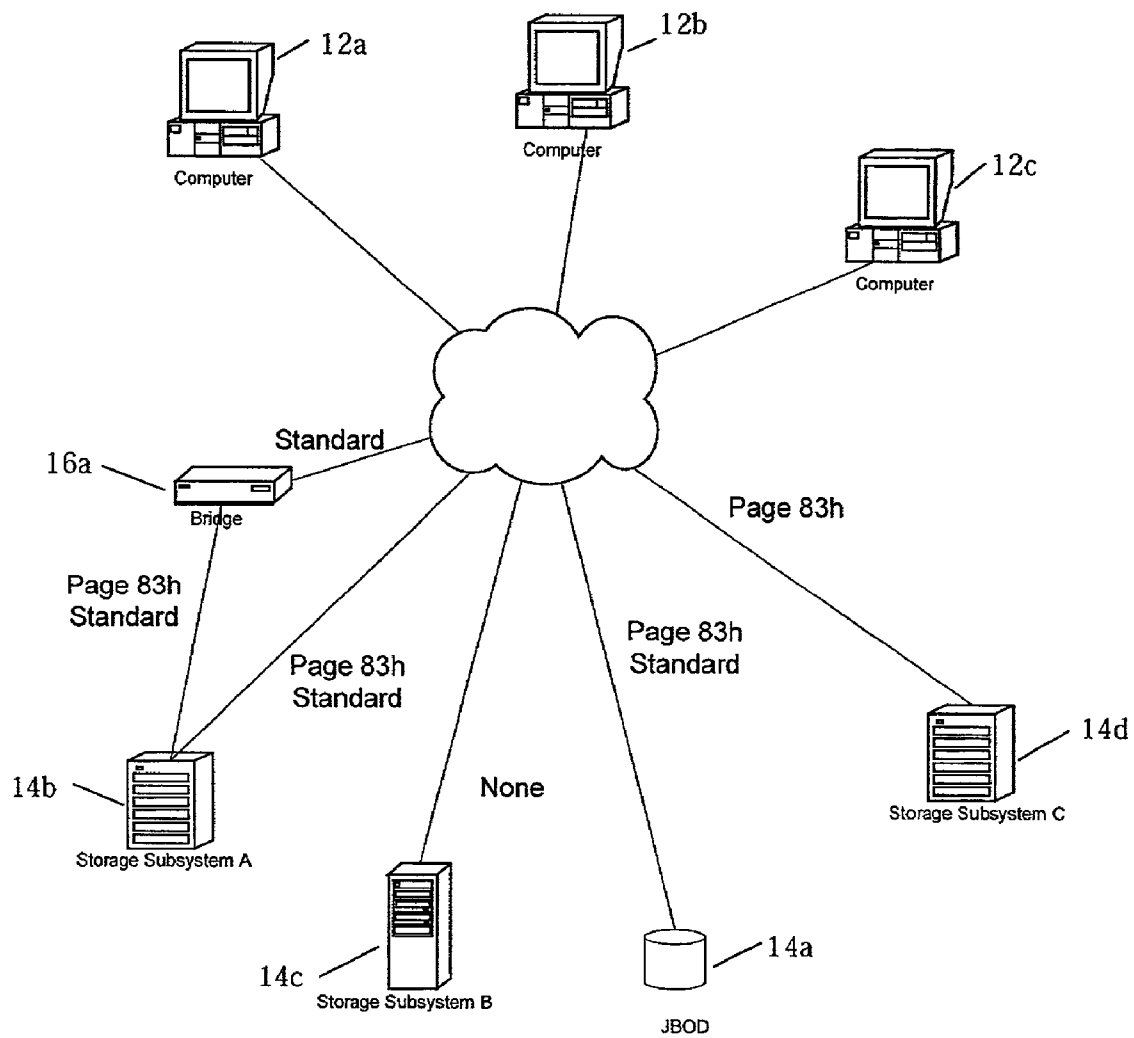 12a
Computer
12b
Computer
12c
Computer
Standard
16a
Bridge
Page 83h
Page 83h
Standard
Page 83h
Standard
Page 83h
Standard
None
14b
Storage Subsystem A
14d
Storage Subsystem C
14c
Storage Subsystem B
14a
JBOD